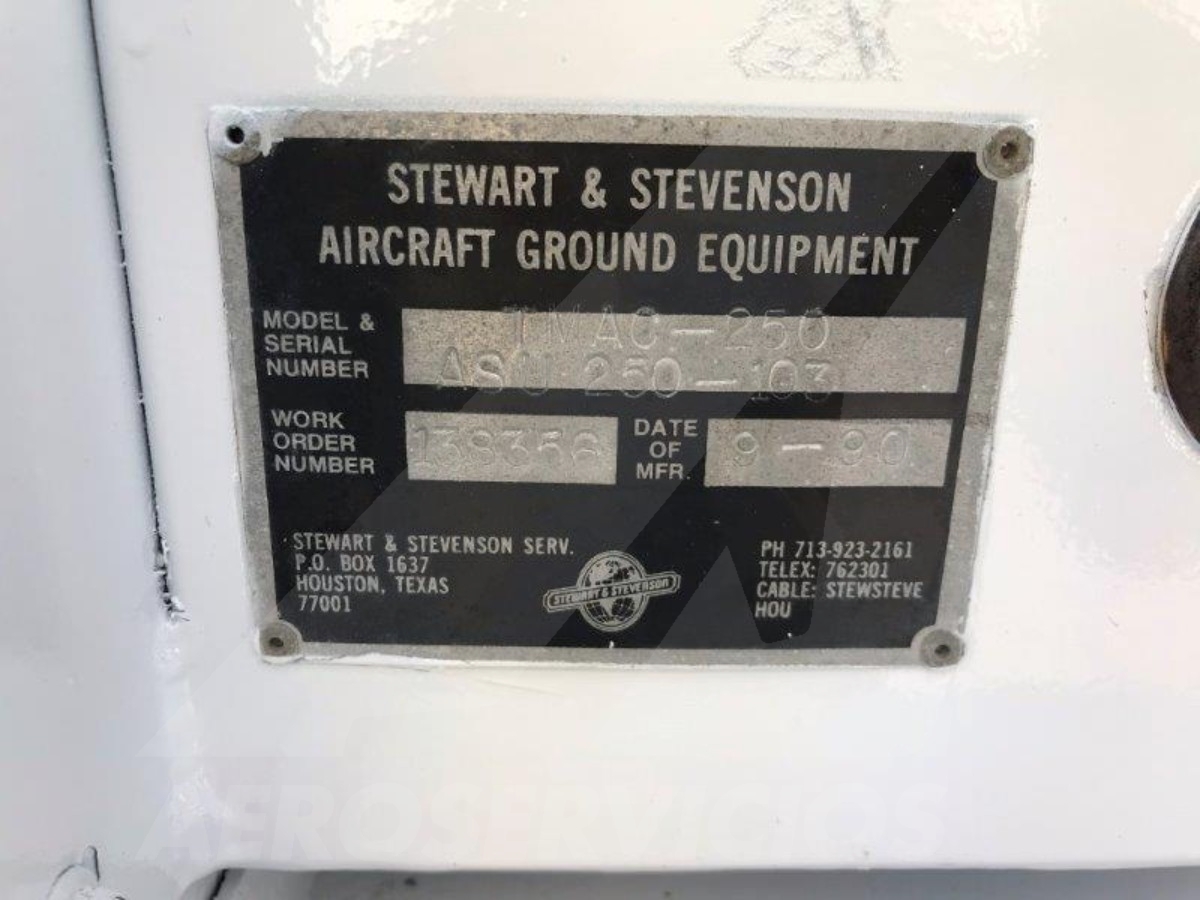 STEWART & STEVENSON
AIRCRAFT GROUND EQUIPMENT
MODEL &
SERIAL
NUMBER
TMAC-250
ASU 250-103
WORK
ORDER
NUMBER
138356
DATE
OF
MFR.
9-90
STEWART & STEVENSON SERV.
P.O. BOX 1637
HOUSTON, TEXAS
77001
STEWART & STEVENSON
PH 713-923-2161
TELEX: 762301
CABLE: STEWSTEVE
HOU
AEROSERVICIOS